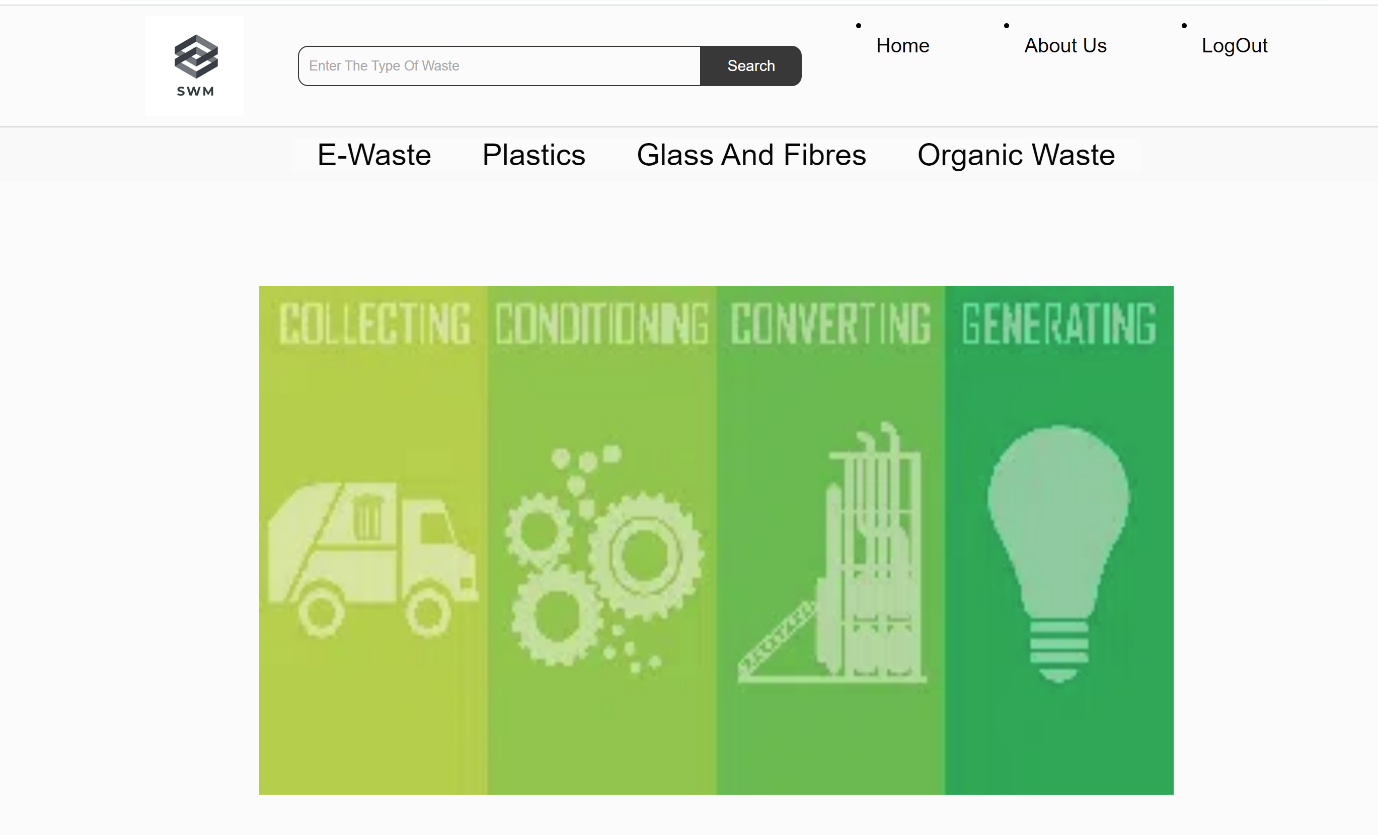 SWM
Enter The Type Of Waste
Search
Home
About Us
LogOut
E-Waste
Plastics
Glass And Fibres
Organic Waste
COLLECTING
CONDITIONING
CONVERTING
GENERATING